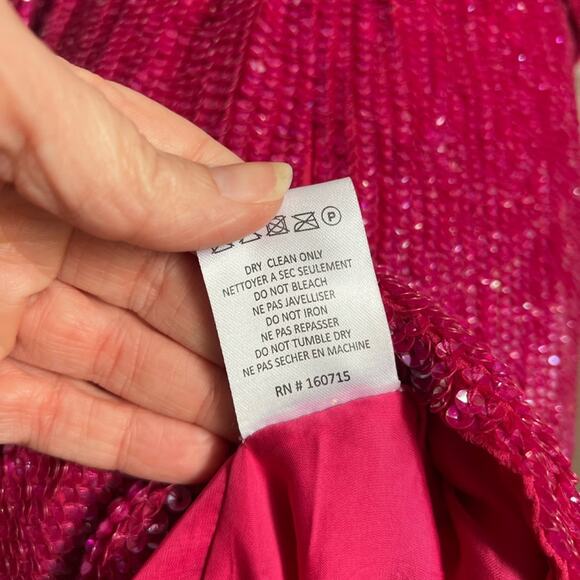 P
DRY CLEAN ONLY
NETTOYER A SEC SEULEMENT
DO NOT BLEACH
NE PAS JAVELLISER
DO NOT IRON
NE PAS REPASSER
DO NOT TUMBLE DRY
NE PAS SECHER EN MACHINE
RN # 160715